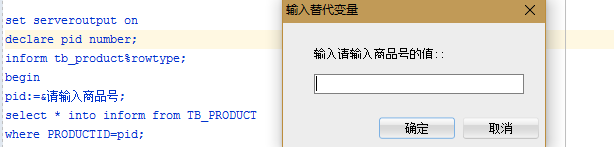 set serveroutput on
declare pid number;
inform tb_product%rowtype;
begin
pid:=&请输入商品号;
select * into inform from TB_PRODUCT
where PRODUCTID=pid;
输入替代变量
输入请输入商品号的值::
确定
取消